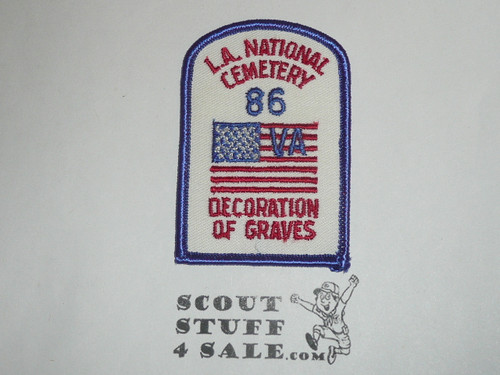 L.A. NATIONAL
CEMETERY
86
VA
DECORATION
OF GRAVES
SCOUT
STUFF
4 SALE.COM